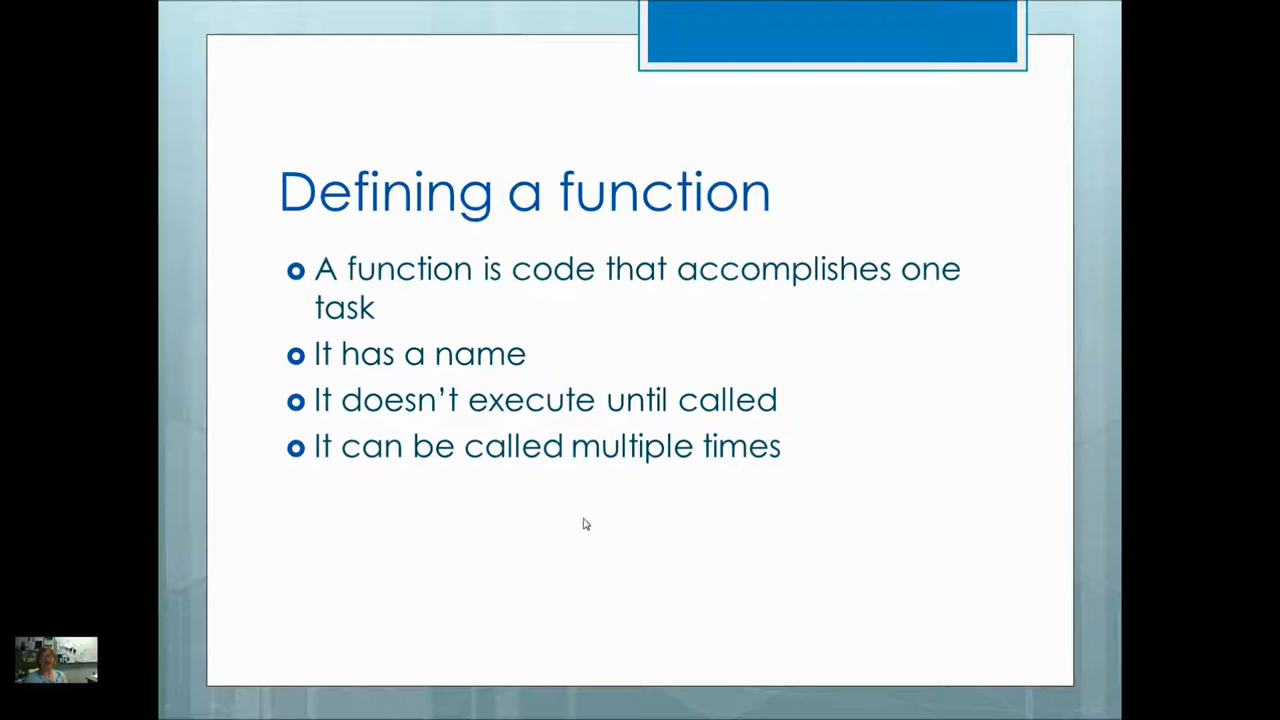 Defining a function
A function is code that accomplishes one
task
It has a name
It doesn't execute until called
It can be called multiple times